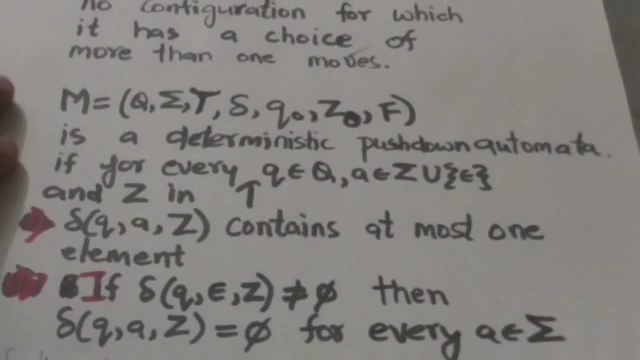 no configuration for which
it has a choice of
more than one moves.
M=(Q,Σ,T,δ,q₀,Z₀,F)
is a deterministic pushdown automata.
if for every q∈Q,a∈ΣU{ϵ}
and Z in T
δ(q,a,Z) contains at most one
element
If δ(q,ϵ,Z)≠ϕ then
δ(q,a,Z)=ϕ for every a∈Σ